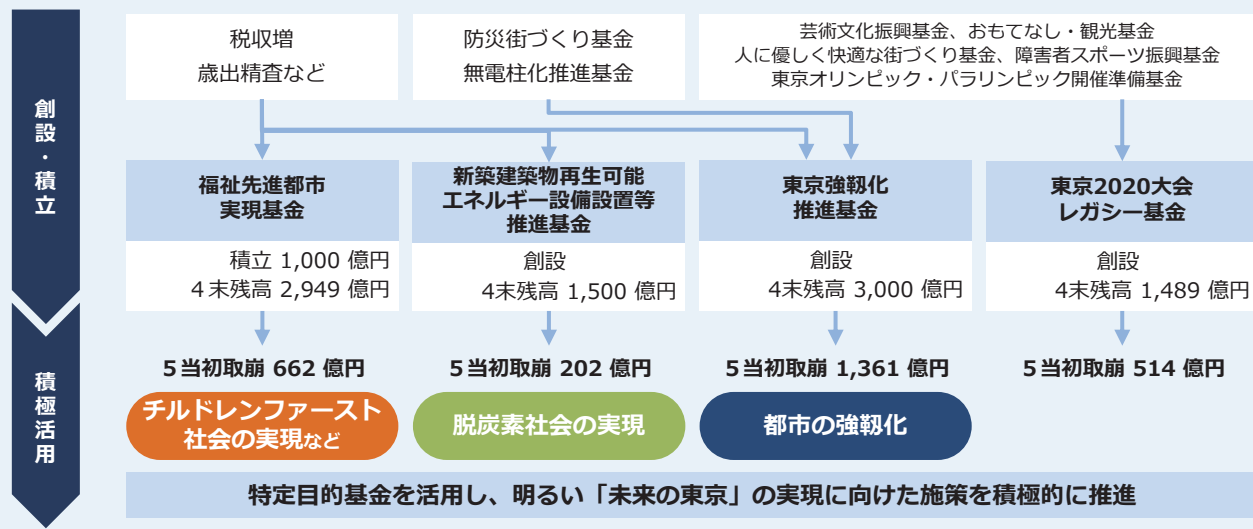 創設・積立
税収増
歳出精査など
防災街づくり基金
無電柱化推進基金
芸術文化振興基金、おもてなし・観光基金
人に優しく快適な街づくり基金、障害者スポーツ振興基金
東京オリンピック・パラリンピック開催準備基金
福祉先進都市
実現基金
積立 1,000 億円
4末残高 2,949 億円
新築建築物再生可能
エネルギー設備設置等
推進基金
創設
4末残高 1,500 億円
東京強靱化
推進基金
創設
4末残高 3,000 億円
東京2020大会
レガシー基金
創設
4末残高 1,489 億円
積極活用
5当初取崩 662 億円
5当初取崩 202 億円
5当初取崩 1,361 億円
5当初取崩 514 億円
チルドレンファースト
社会の実現など
脱炭素社会の実現
都市の強靱化
特定目的基金を活用し、明るい「未来の東京」の実現に向けた施策を積極的に推進